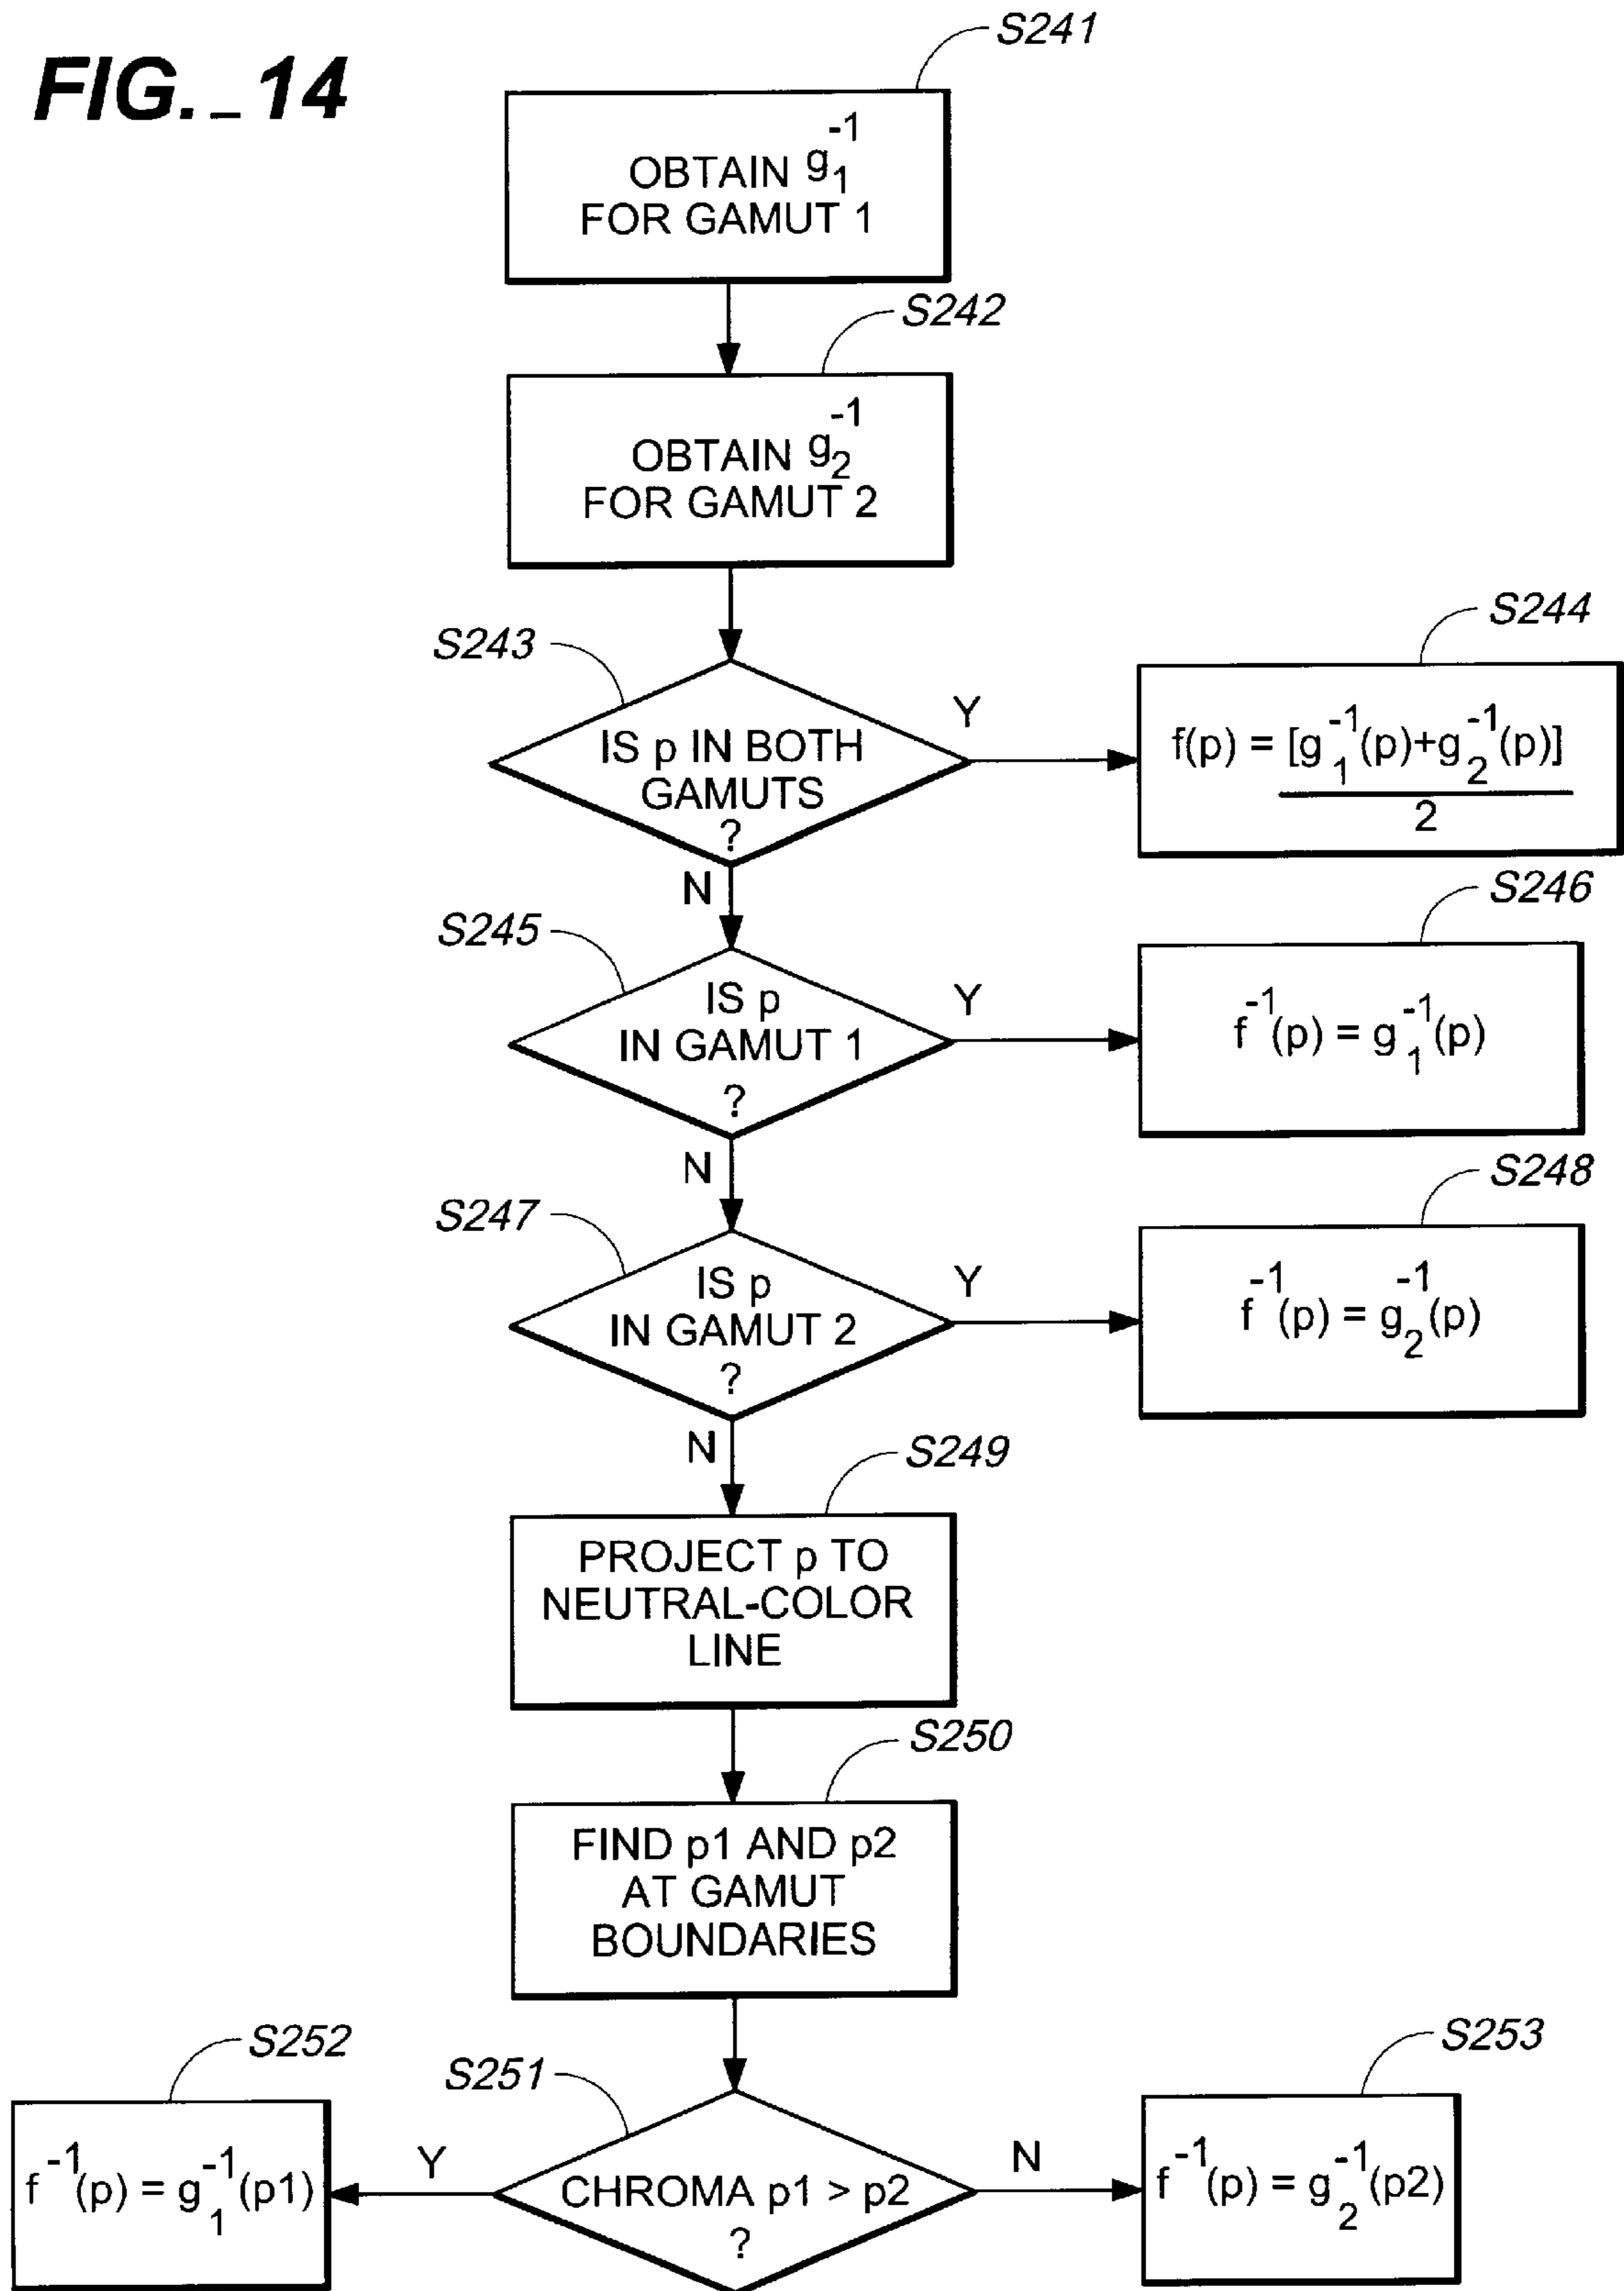 FIG._14
S241
OBTAIN g₁⁻¹
FOR GAMUT 1
S242
OBTAIN g₂⁻¹
FOR GAMUT 2
S243
IS p IN BOTH
GAMUTS
?
Y
S244
f(p) = [g₁⁻¹(p)+g₂⁻¹(p)]
2
N
S245
IS p
IN GAMUT 1
?
Y
S246
f⁻¹(p) = g₁⁻¹(p)
N
S247
IS p
IN GAMUT 2
?
Y
S248
f⁻¹(p) = g₂⁻¹(p)
N
S249
PROJECT p TO
NEUTRAL-COLOR
LINE
S250
FIND p1 AND p2
AT GAMUT
BOUNDARIES
S251
CHROMA p1 > p2
?
Y
S252
f⁻¹(p) = g₁⁻¹(p1)
N
S253
f⁻¹(p) = g₂⁻¹(p2)